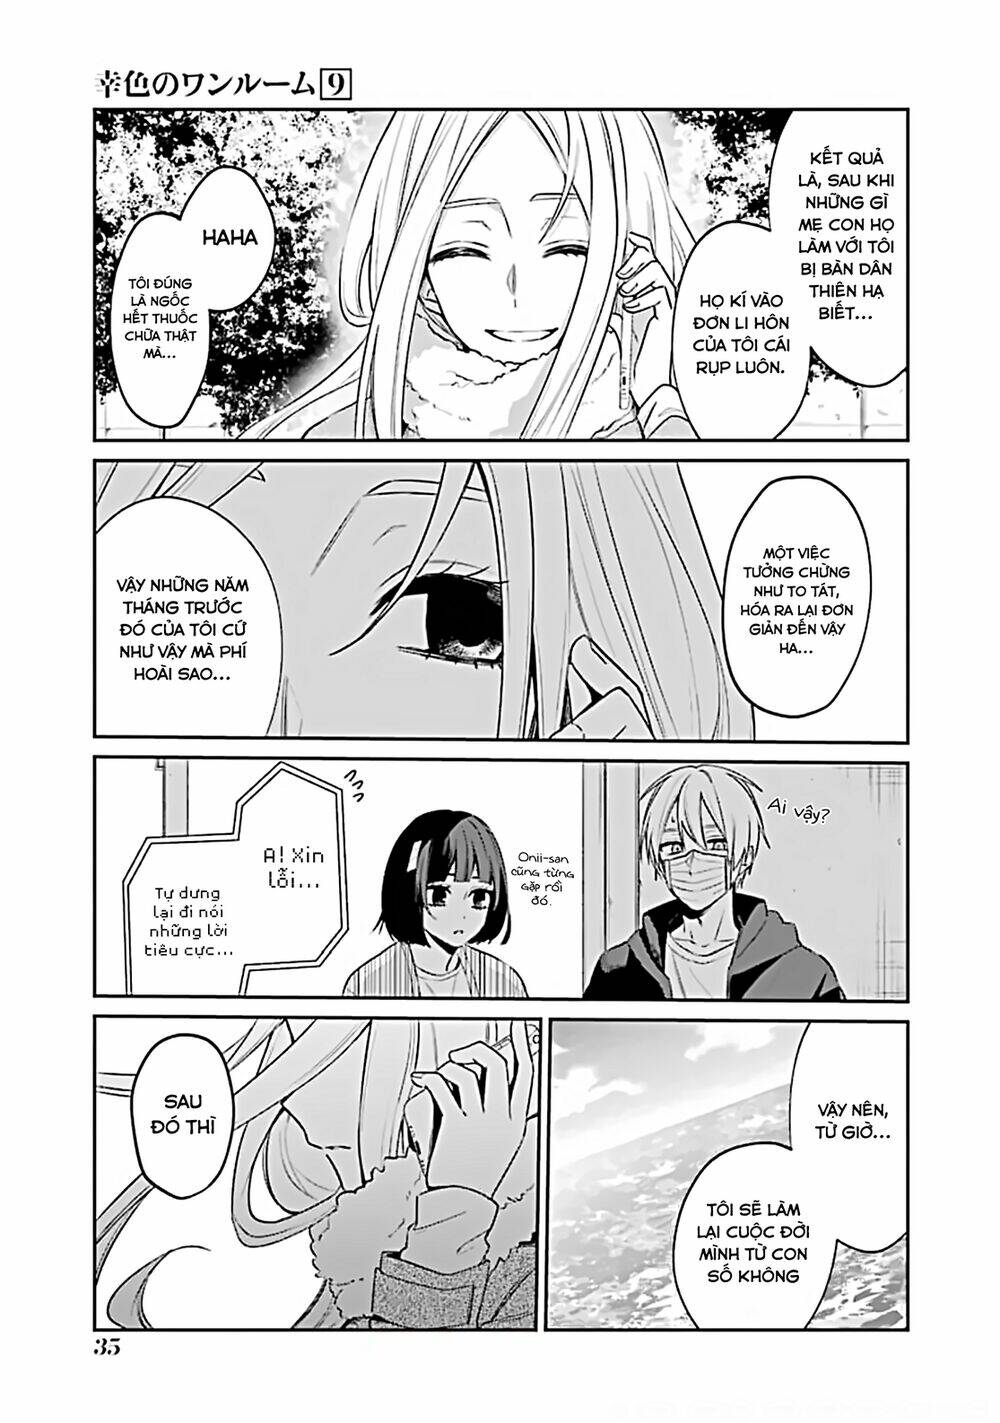 幸色のワンルーム 9
KẾT QUẢ
LÀ, SAU KHI
NHỮNG GÌ
MẸ CON HỌ
LÀM VỚI TÔI
BỊ BÀN DÂN
THIÊN HẠ
BIẾT...
HỌ KÍ VÀO
ĐƠN LI HÔN
CỦA TÔI CÁI
RỤP LUÔN.
HAHA
TÔI ĐÚNG
LÀ NGỐC
HẾT THUỐC
CHỮA THẬT
MÀ...
MỘT VIỆC
TƯỞNG CHỪNG
NHƯ TO TÁT,
HÓA RA LẠI ĐƠN
GIẢN ĐẾN VẬY
HA...
VẬY NHỮNG NĂM
THÁNG TRƯỚC
ĐÓ CỦA TÔI CỨ
NHƯ VẬY MÀ PHÍ
HOÀI SAO...
Ai vậy?
Onii-san
cũng từng
gặp rồi
đó.
A! Xin
lỗi...
Tự dưng
lại đi nói
những lời
tiêu cực...
VẬY NÊN,
TỪ GIỜ...
TÔI SẼ LÀM
LẠI CUỘC ĐỜI
MÌNH TỪ CON
SỐ KHÔNG
SAU
ĐÓ THÌ
35